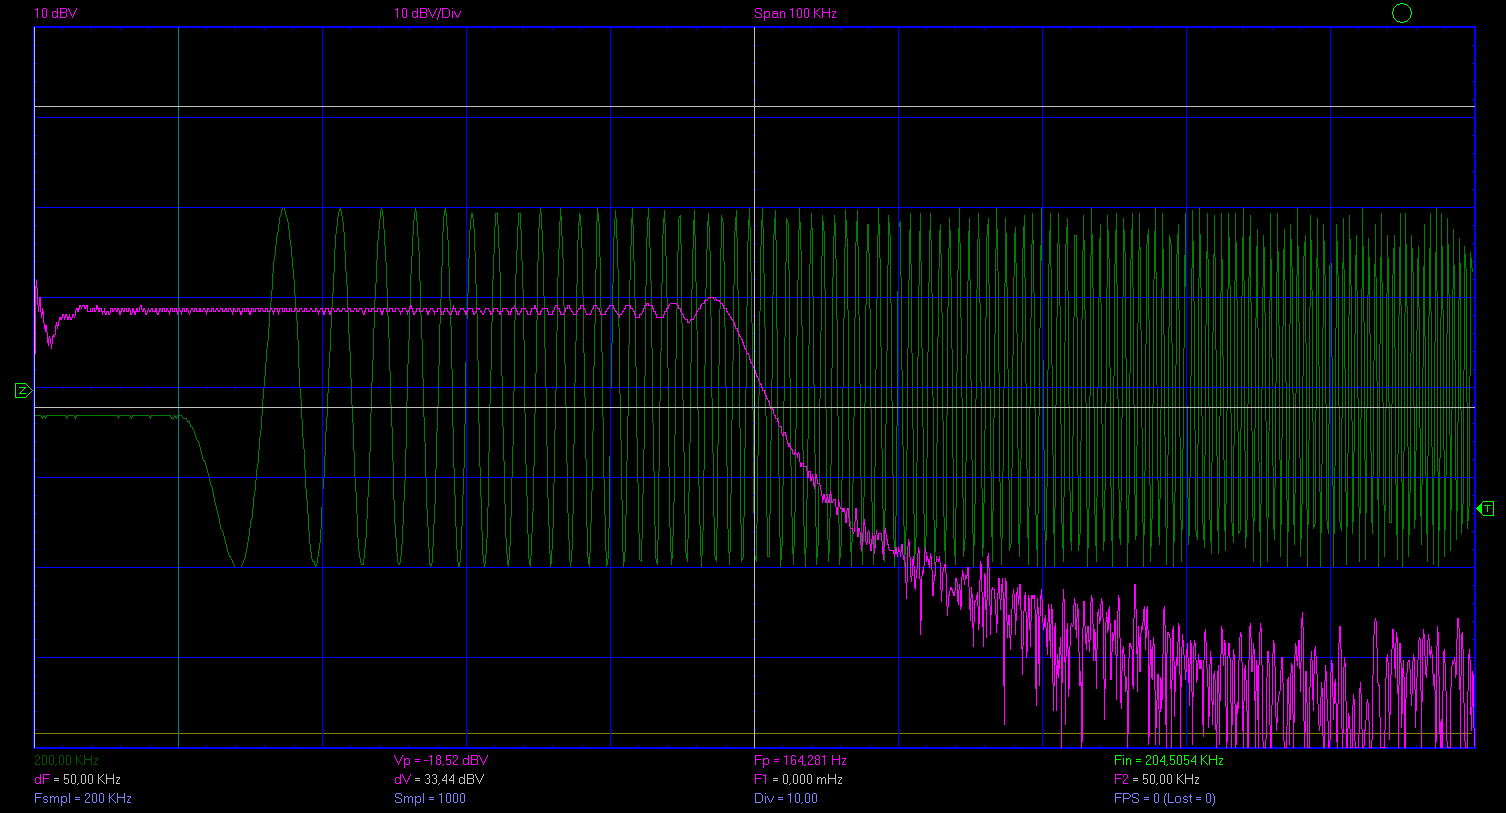 10 dBV 10 dBV/Div Span 100 KHz
Z
T
200,00 KHz Vp = -18,52 dBV Fp = 164,281 Hz Fin = 204,5054 KHz
dF = 50,00 KHz dV = 33,44 dBV F1 = 0,000 mHz F2 = 50,00 KHz
Fsmpl = 200 KHz Smpl = 1000 Div = 10,00 FPS = 0 (Lost = 0)